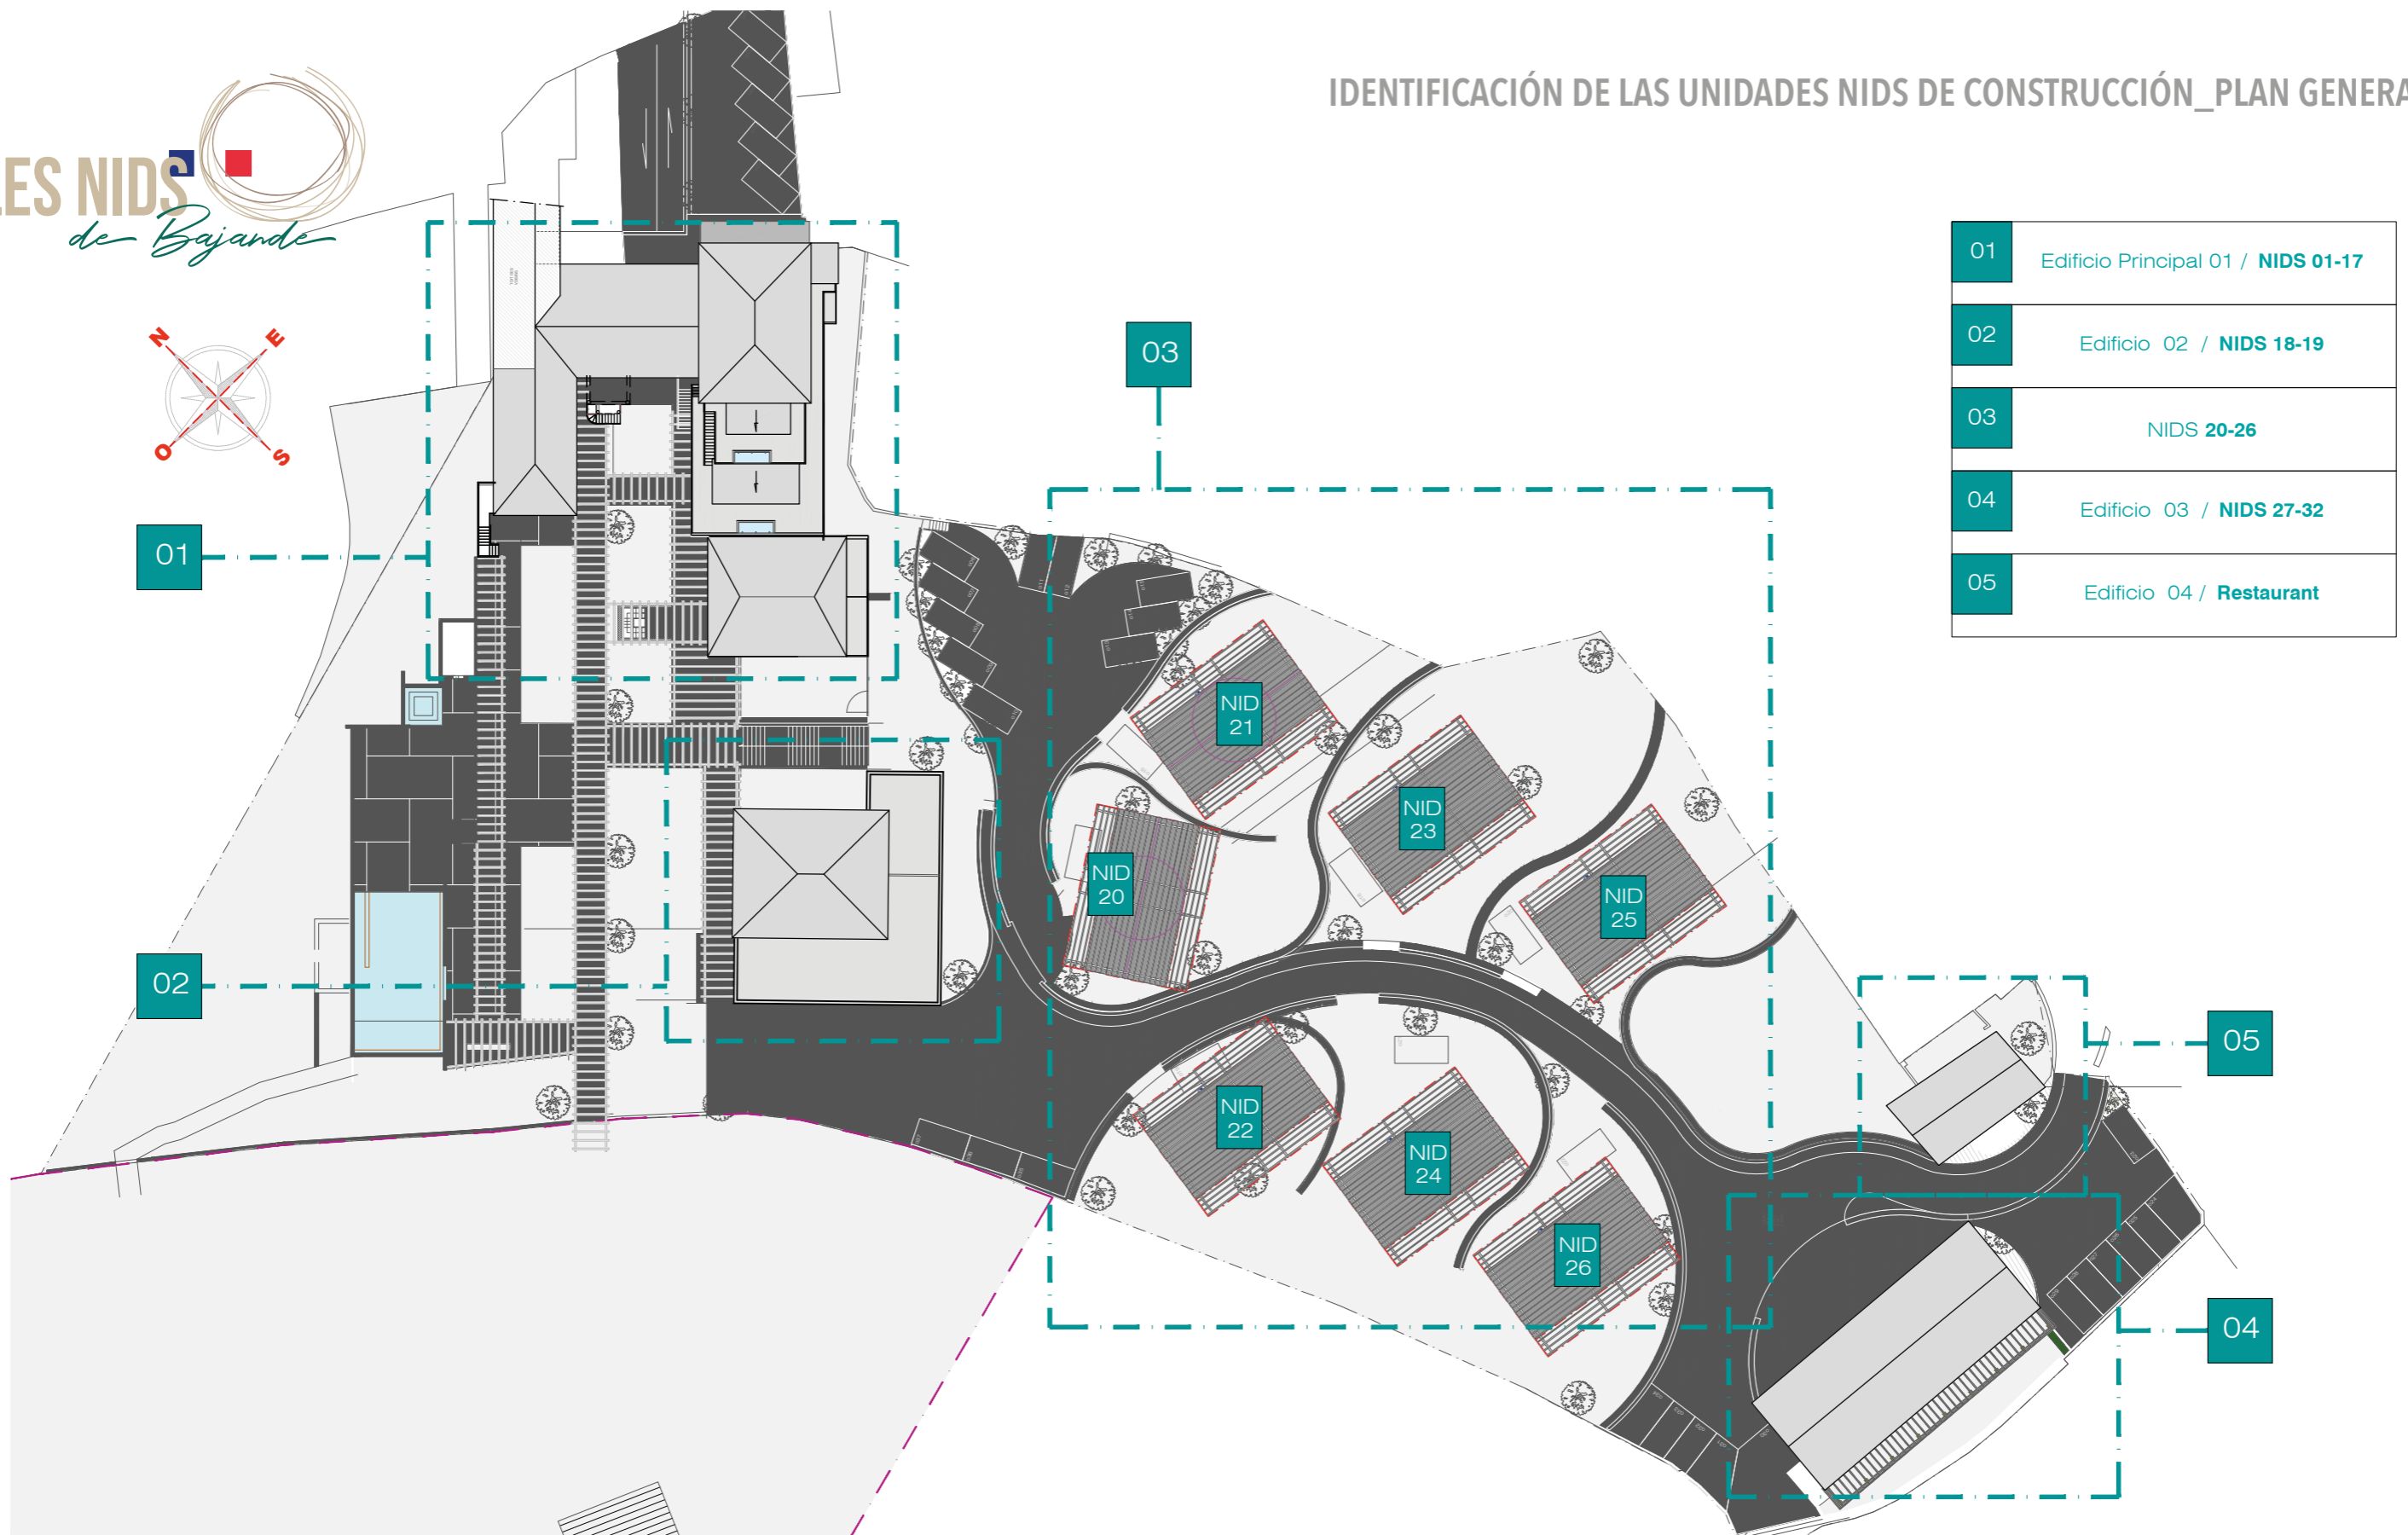 IDENTIFICACIÓN DE LAS UNIDADES NIDS DE CONSTRUCCIÓN_PLAN GENERA
ES NIDS
de Bajande
N
E
O
S
01
Edificio Principal 01 / NIDS 01-17
02
Edificio 02 / NIDS 18-19
03
NIDS 20-26
04
Edificio 03 / NIDS 27-32
05
Edificio 04 / Restaurant
03
01
02
05
04
NID
21
NID
23
NID
20
NID
25
NID
22
NID
24
NID
26